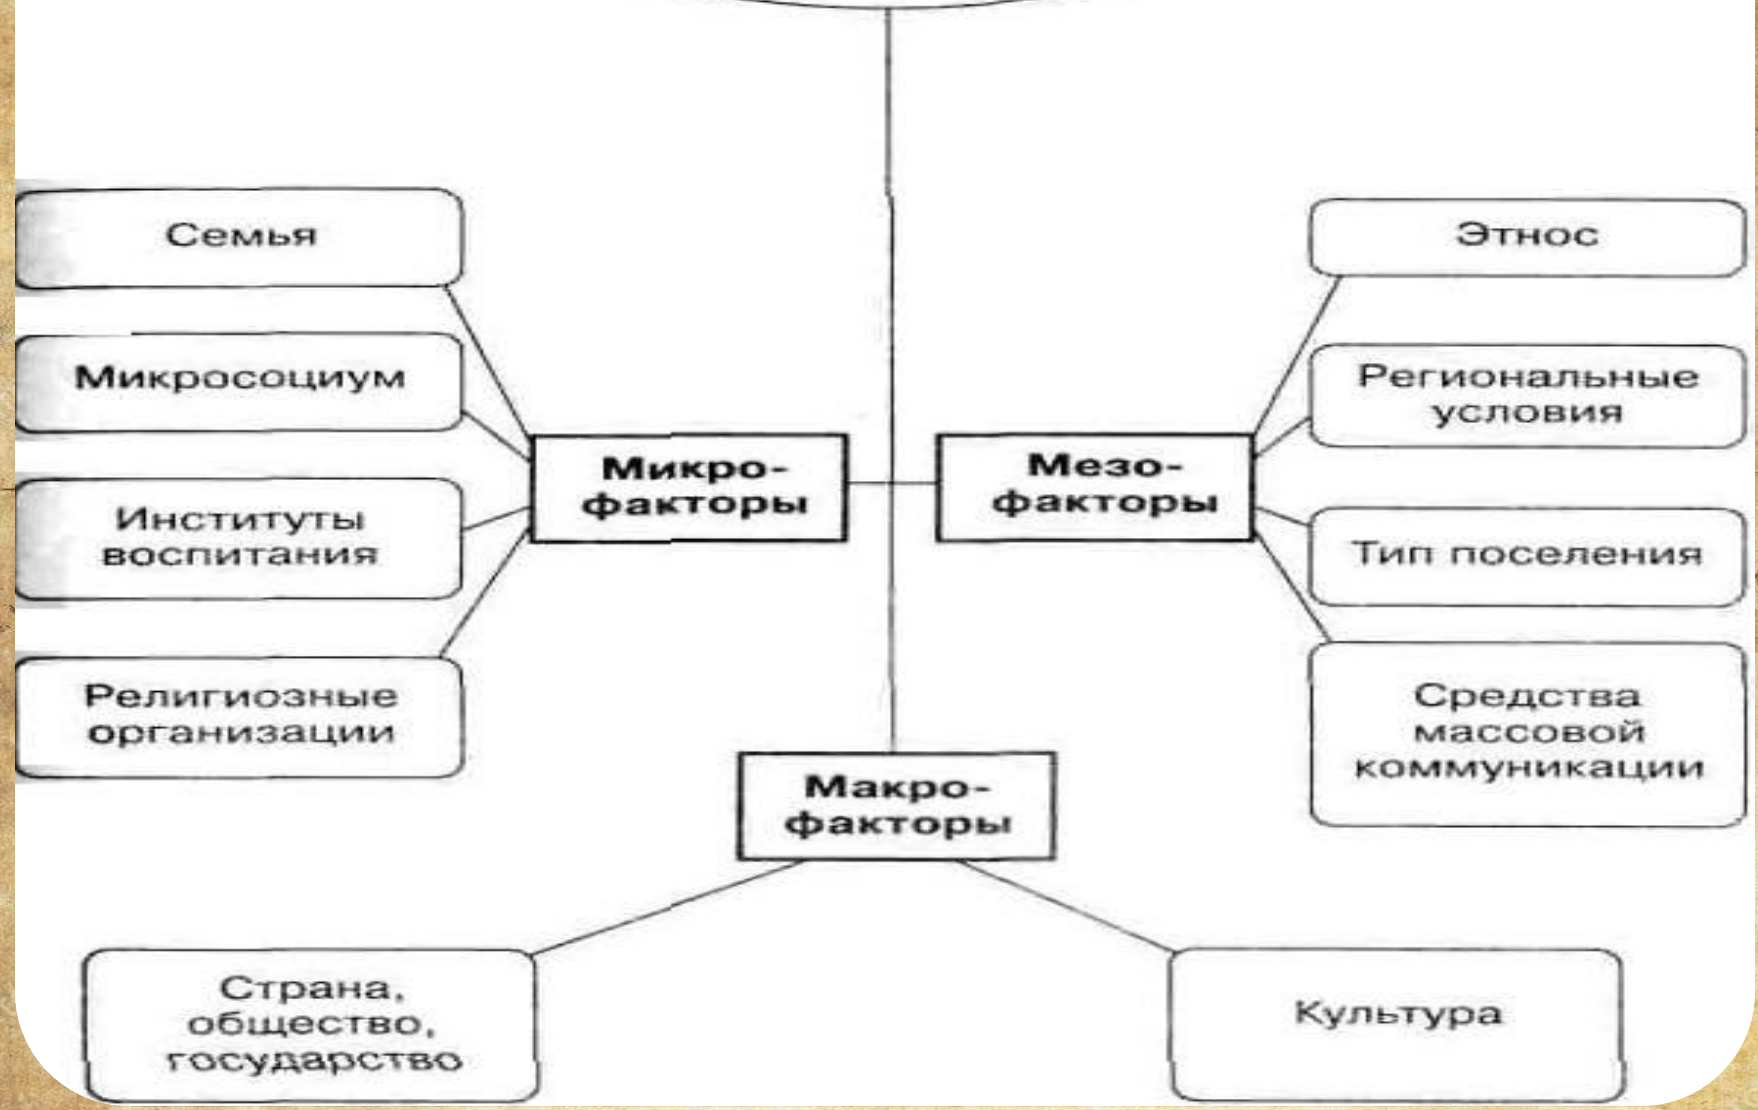 Семья
Микросоциум
Институты
воспитания
Религиозные
организации
Микро-
факторы
Мезо-
факторы
Этнос
Региональные
условия
Тип поселения
Средства
массовой
коммуникации
Макро-
факторы
Страна,
общество,
государство
Культура